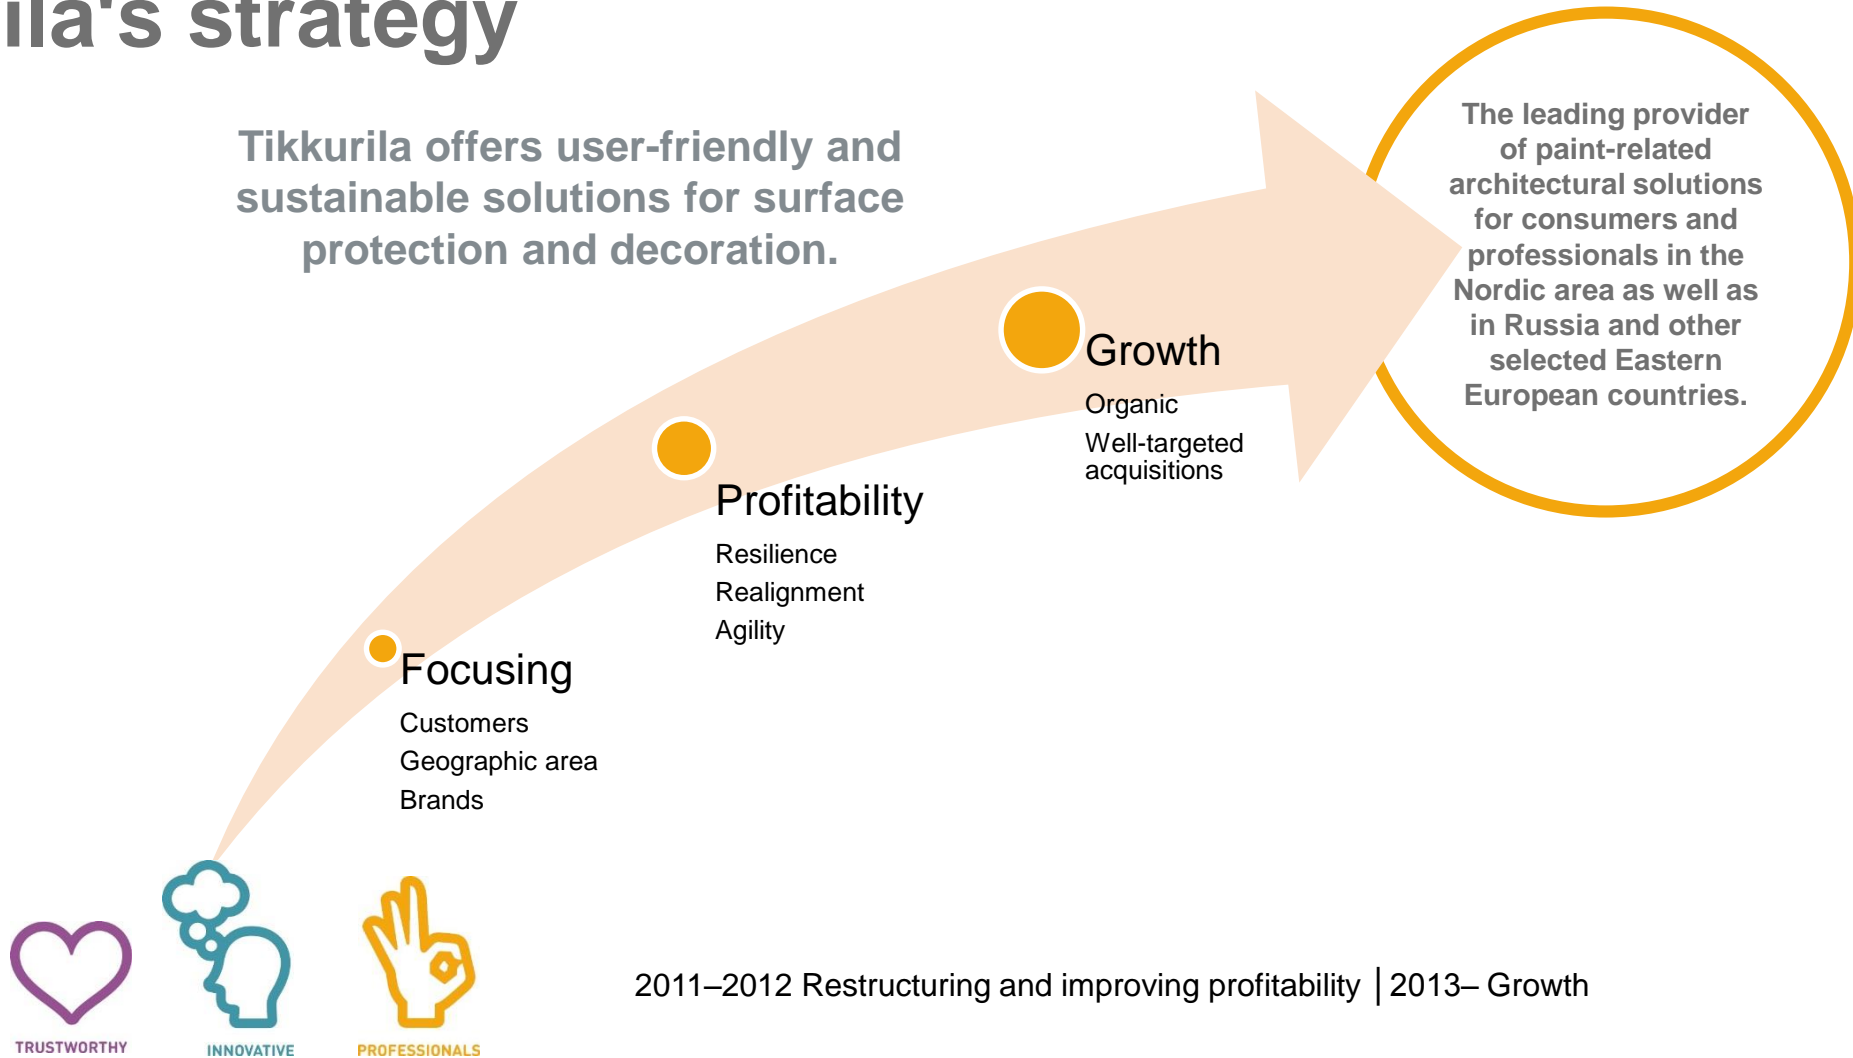 ila's strategy
Tikkurila offers user-friendly and
sustainable solutions for surface
protection and decoration.
The leading provider
of paint-related
architectural solutions
for consumers and
professionals in the
Nordic area as well as
in Russia and other
selected Eastern
European countries.
Growth
Organic
Well-targeted
acquisitions
Profitability
Resilience
Realignment
Agility
Focusing
Customers
Geographic area
Brands
2011–2012 Restructuring and improving profitability | 2013– Growth
TRUSTWORTHY
INNOVATIVE
PROFESSIONALS